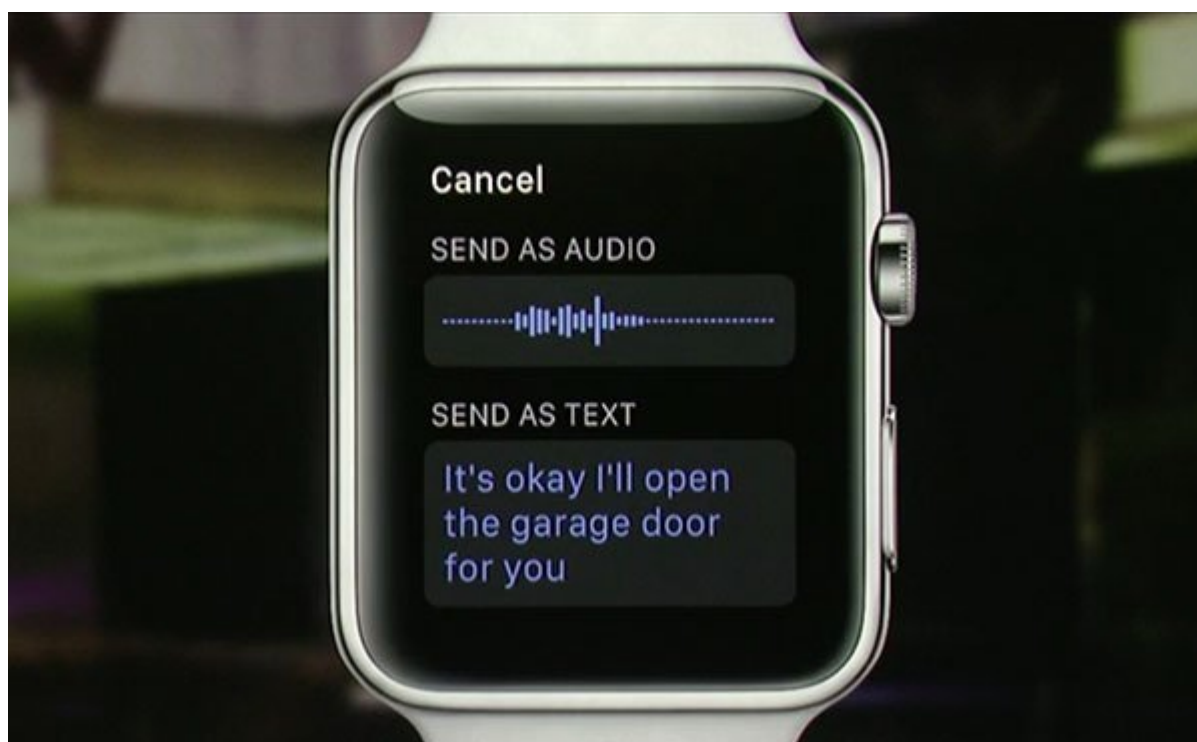 Cancel
SEND AS AUDIO
SEND AS TEXT
It's okay I'll open
the garage door
for you